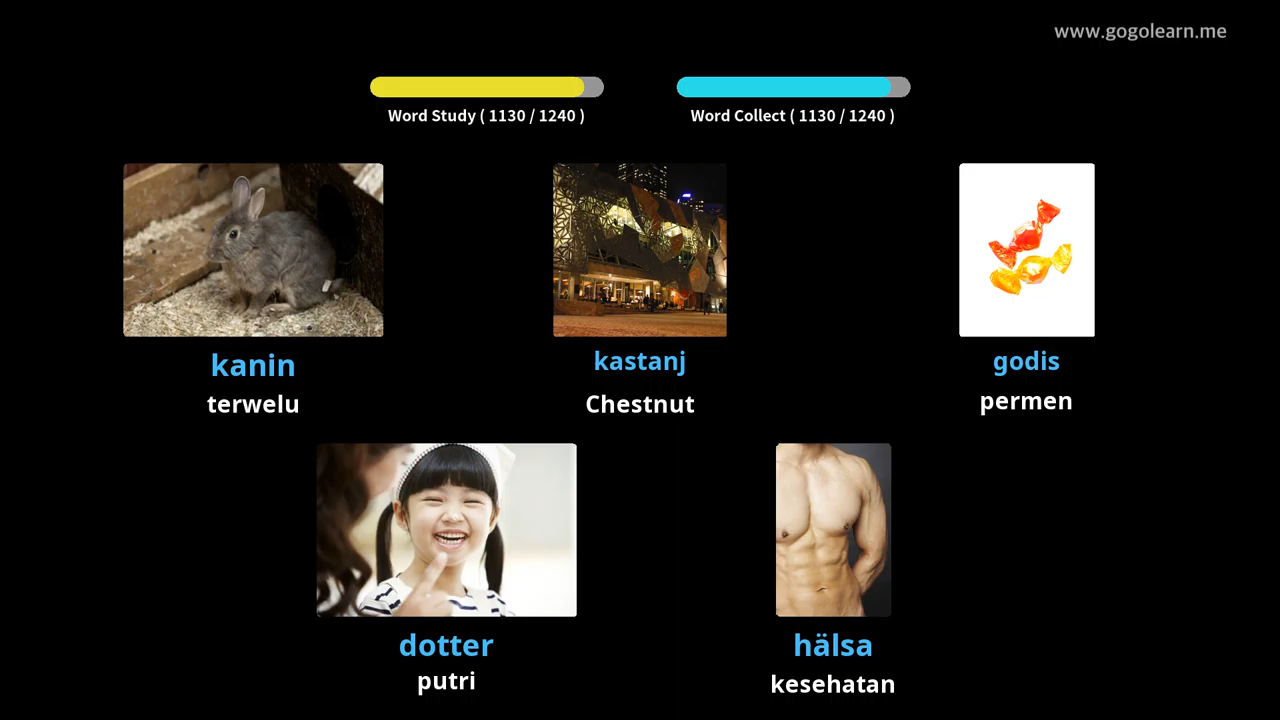 www.gogolearn.me
Word Study ( 1130 / 1240 )
Word Collect ( 1130 / 1240 )
kanin
kastanj
godis
terwelu
Chestnut
permen
dotter
hälsa
putri
kesehatan